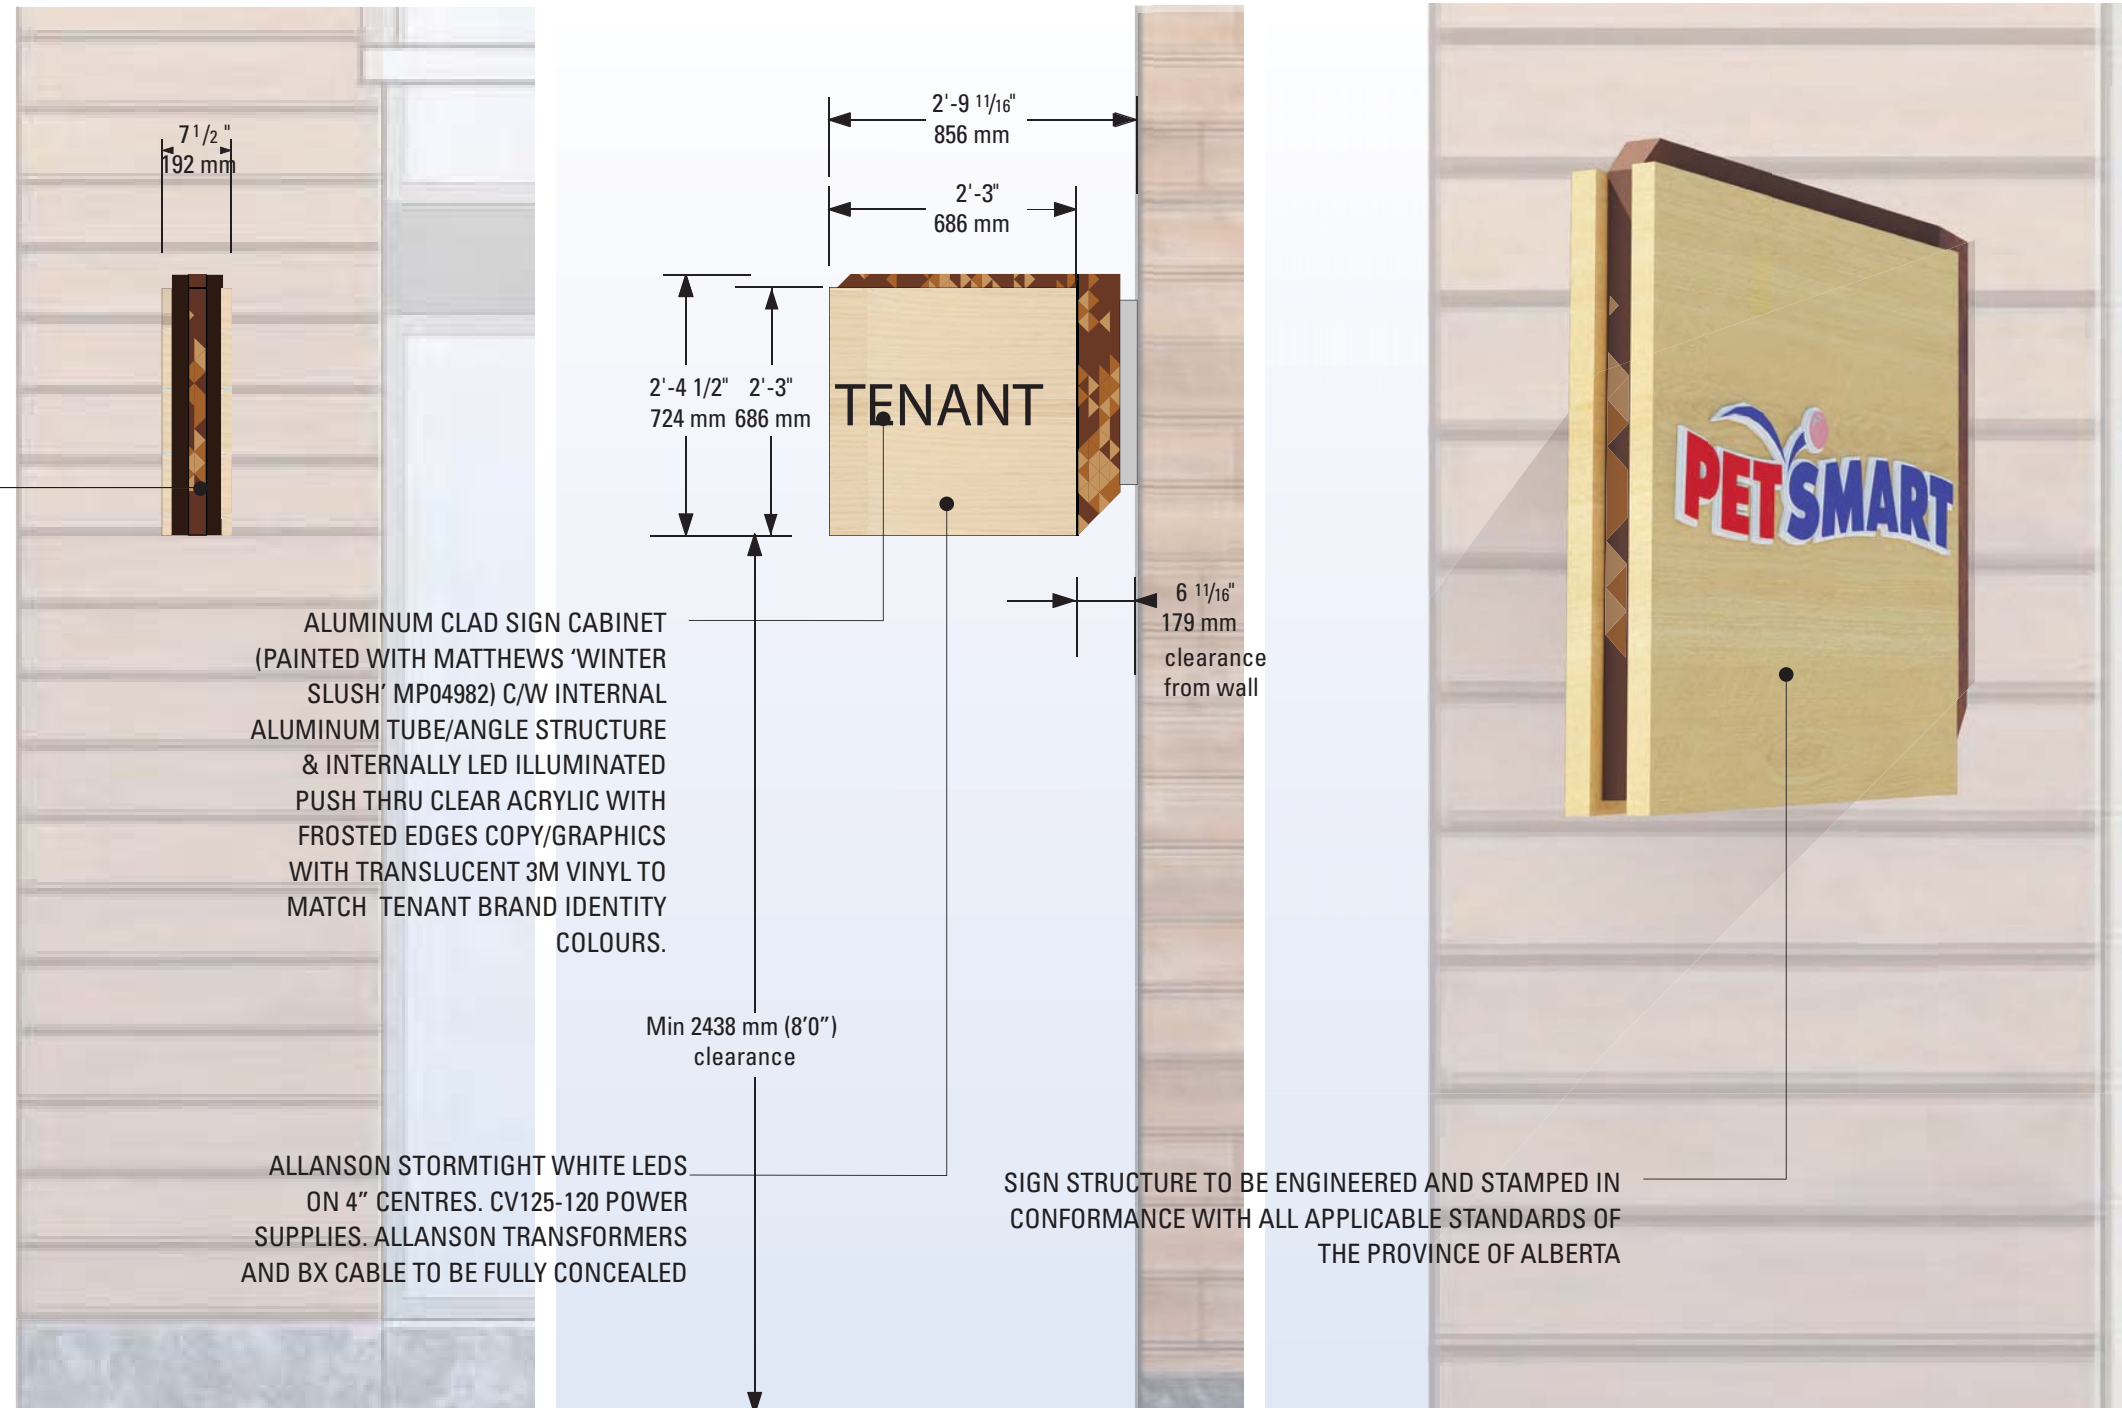 7 1/2 "
192 mm
2'-9 11/16"
856 mm
2'-3"
686 mm
2'-4 1/2"
724 mm
2'-3"
686 mm
TENANT
6 11/16"
179 mm
clearance
from wall
ALUMINUM CLAD SIGN CABINET
(PAINTED WITH MATTHEWS ‘WINTER
SLUSH’ MP04982) C/W INTERNAL
ALUMINUM TUBE/ANGLE STRUCTURE
& INTERNALLY LED ILLUMINATED
PUSH THRU CLEAR ACRYLIC WITH
FROSTED EDGES COPY/GRAPHICS
WITH TRANSLUCENT 3M VINYL TO
MATCH TENANT BRAND IDENTITY
COLOURS.
Min 2438 mm (8’0”)
clearance
ALLANSON STORMTIGHT WHITE LEDS
ON 4” CENTRES. CV125-120 POWER
SUPPLIES. ALLANSON TRANSFORMERS
AND BX CABLE TO BE FULLY CONCEALED
PETSMART
SIGN STRUCTURE TO BE ENGINEERED AND STAMPED IN
CONFORMANCE WITH ALL APPLICABLE STANDARDS OF
THE PROVINCE OF ALBERTA